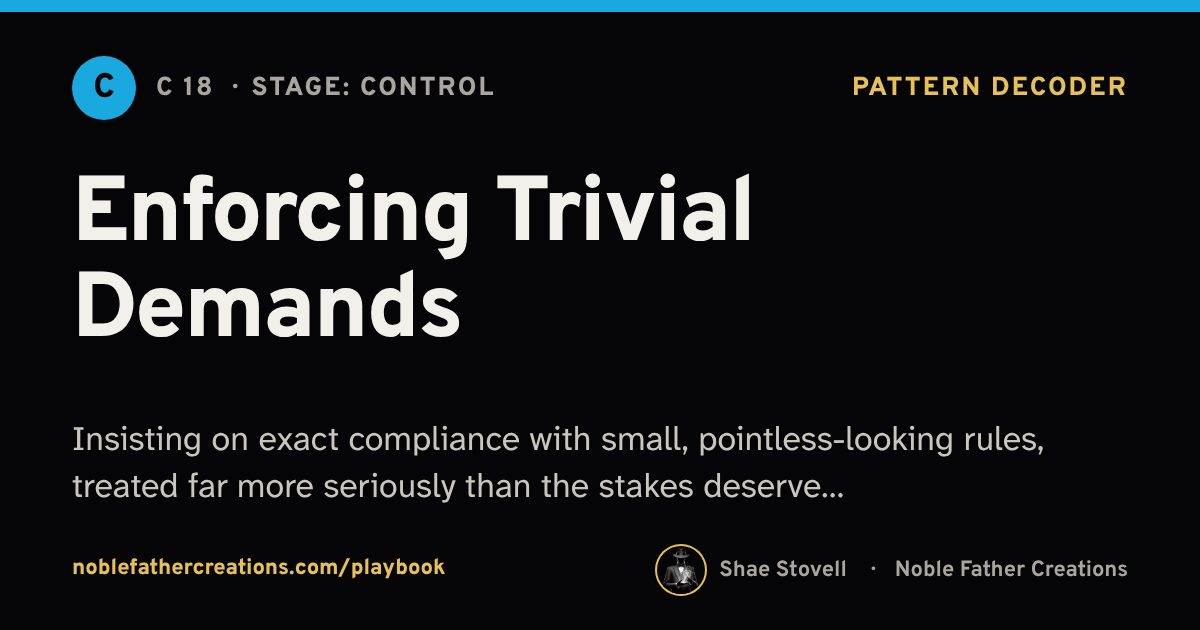 C
C 18 · STAGE: CONTROL
PATTERN DECODER
Enforcing Trivial
Demands
Insisting on exact compliance with small, pointless-looking rules,
treated far more seriously than the stakes deserve...
noblefathercreations.com/playbook
Shae Stovell · Noble Father Creations